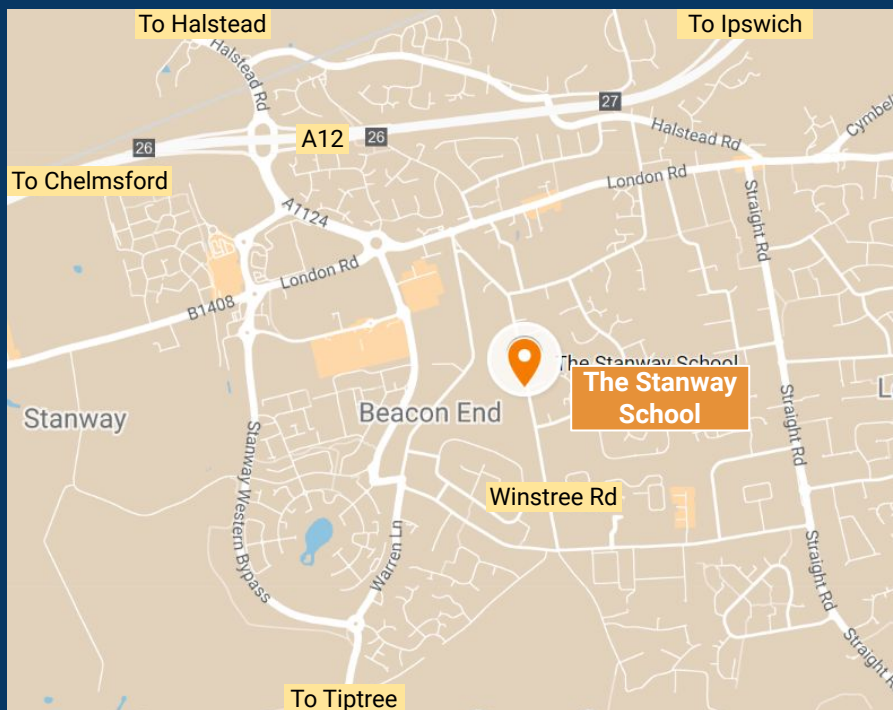 To Halstead
To Ipswich
Halstead Rd
27
26
A12
26
Halstead Rd
To Chelmsford
London Rd
A1124
Straight Rd
London Rd
B1408
The Stanway School
The Stanway
School
Stanway
Beacon End
Straight Rd
Stanway Western Bypass
Winstree Rd
Warren Ln
Straight Rd
Straight R
To Tiptree